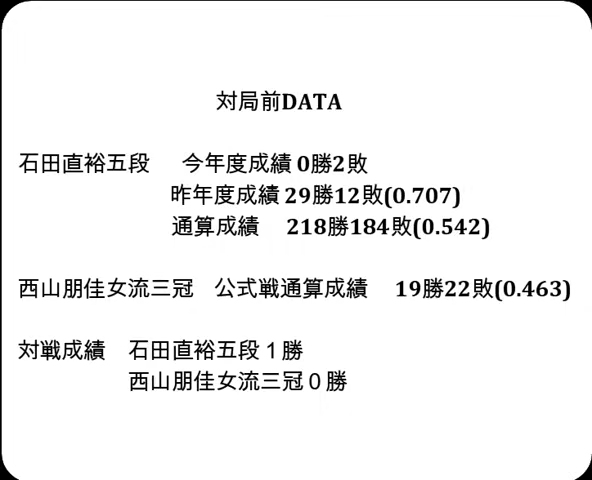 対局前DATA
石田直裕五段 今年度成績 0勝2敗
昨年度成績 29勝12敗(0.707)
通算成績 218勝184敗(0.542)
西山朋佳女流三冠 公式戦通算成績 19勝22敗(0.463)
対戦成績 石田直裕五段 1 勝
西山朋佳女流三冠 0 勝